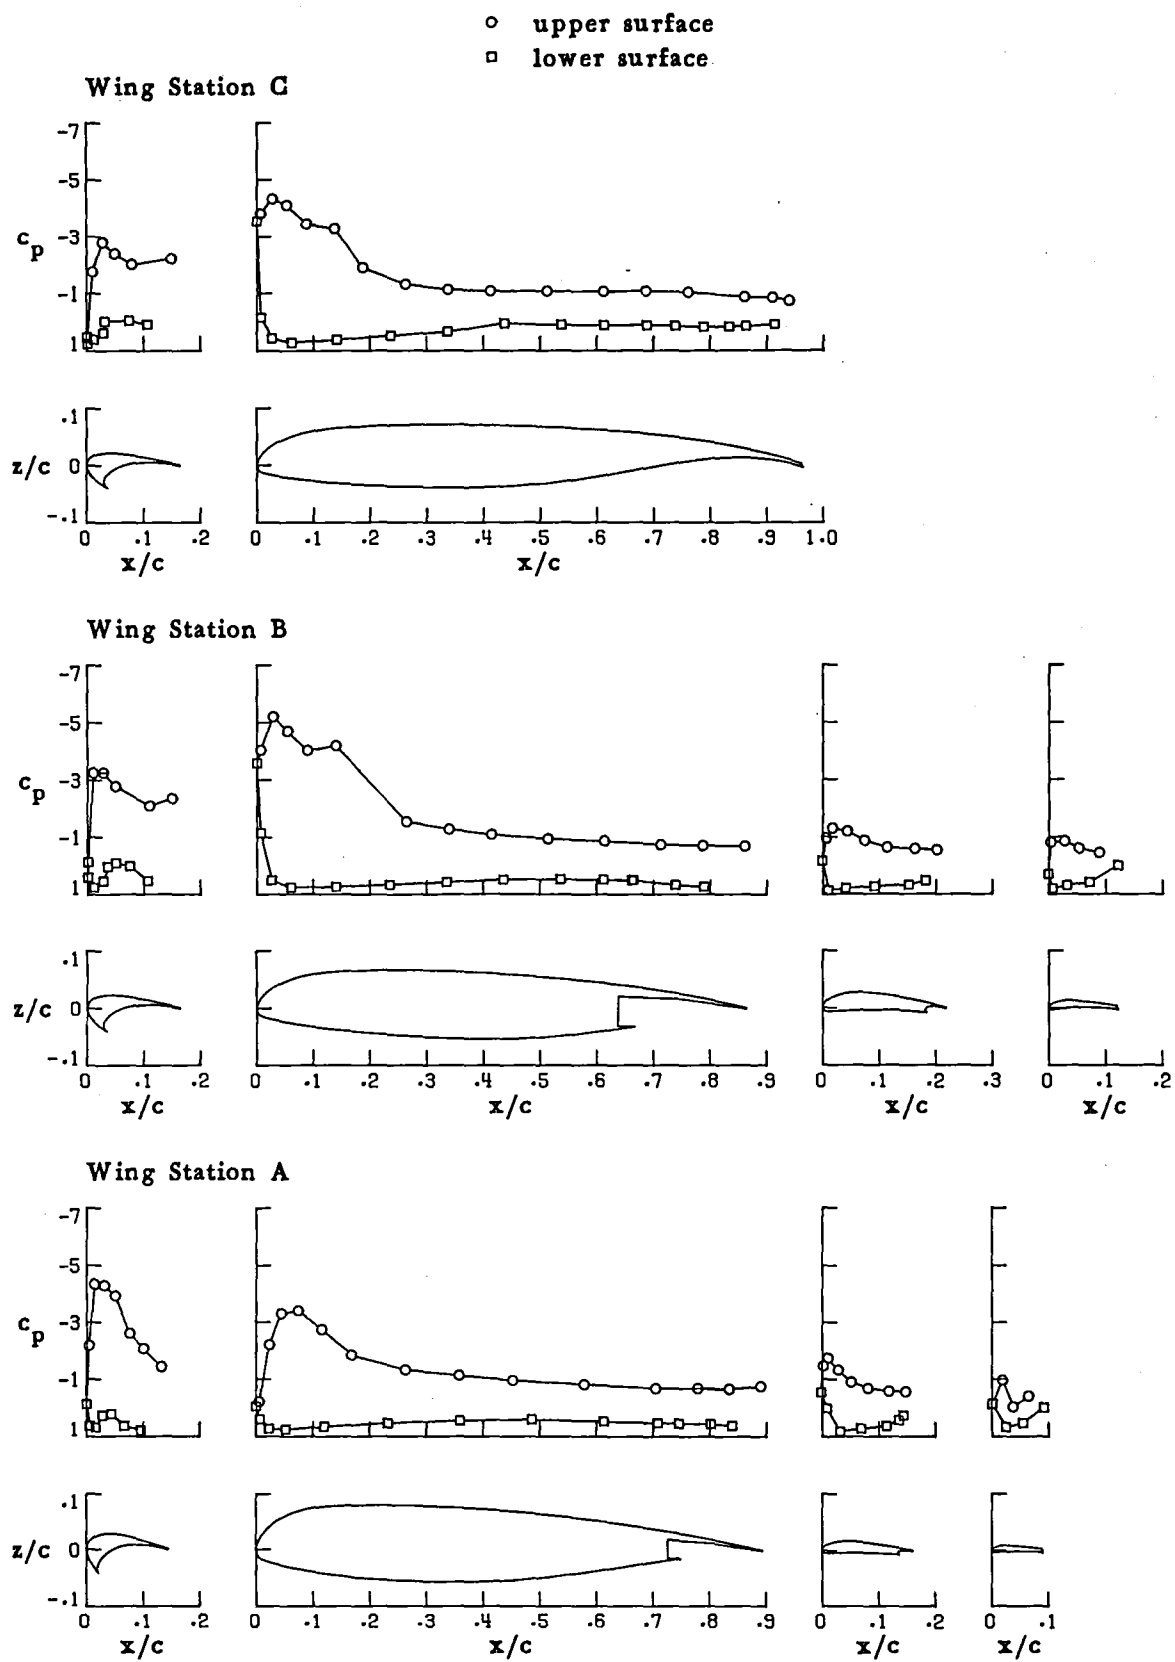 upper surface
lower surface
Wing Station C
-7
-5
-3
c_p
-1
1
.1
z/c 0
-.1
0 .1 .2 0 .1 .2 .3 .4 .5 .6 .7 .8 .9 1.0
x/c x/c
Wing Station B
-7
-5
c_p
-3
-1
1
.1
z/c 0
-.1
0 .1 .2 0 .1 .2 .3 .4 .5 .6 .7 .8 .9 0 .1 .2 .3 0 .1 .2
x/c x/c x/c x/c
Wing Station A
-7
-5
c_p
-3
-1
1
.1
z/c 0
-.1
0 .1 .2 0 .1 .2 .3 .4 .5 .6 .7 .8 .9 0 .1 .2 0 .1
x/c x/c x/c x/c